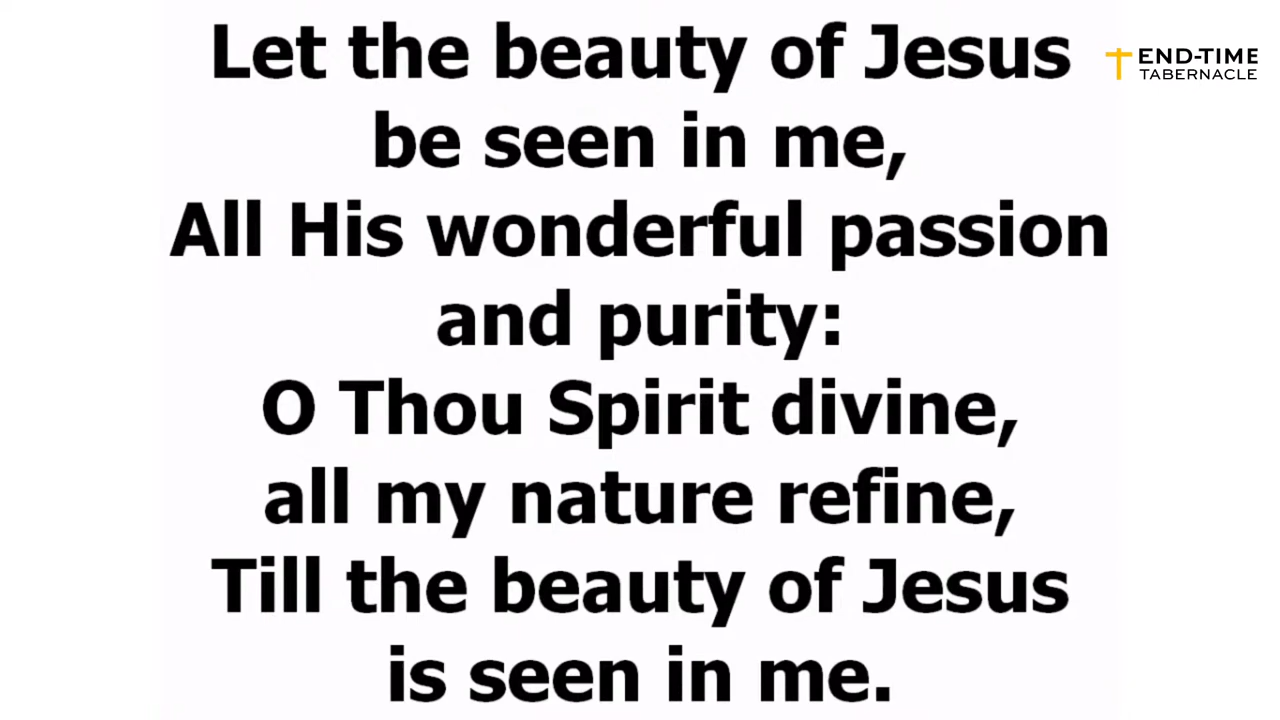 Let the beauty of Jesus
be seen in me,
All His wonderful passion
and purity:
O Thou Spirit divine,
all my nature refine,
Till the beauty of Jesus
is seen in me.
END-TIME
TABERNACLE